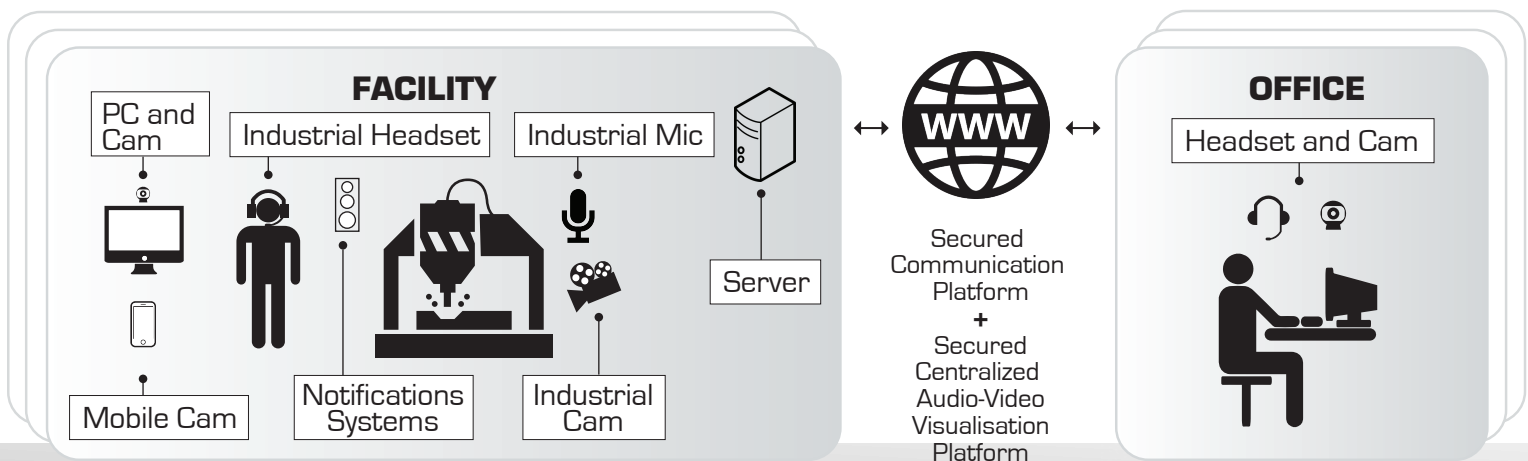 FACILITY
PC and
Cam
Industrial Headset
Industrial Mic
Server
Mobile Cam
Notifications
Systems
Industrial
Cam
WWW
Secured
Communication
Platform
+
Secured
Centralized
Audio-Video
Visualisation
Platform
OFFICE
Headset and Cam